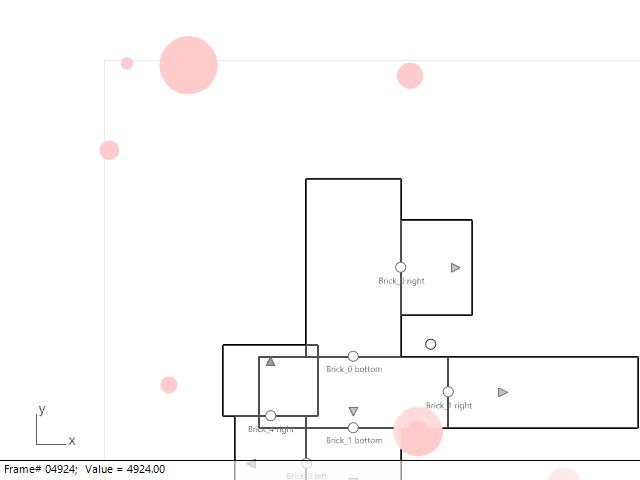 Brick_0 right
Brick_0 bottom
Brick_1 right
Brick_4 right
Brick_1 bottom
y
x
Frame# 04924;  Value = 4924.00
Brick_3 left